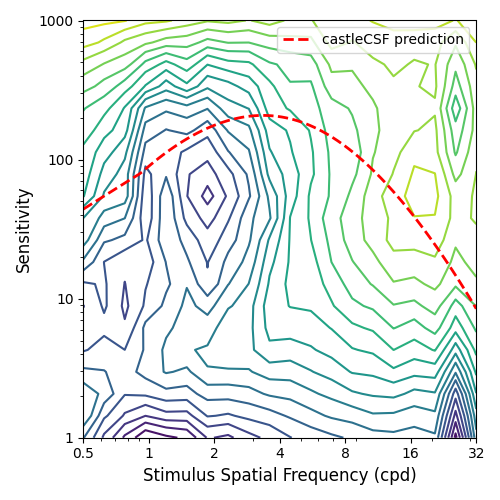 castleCSF prediction
Sensitivity
1000
100
10
1
0.5 1 2 4 8 16 32
Stimulus Spatial Frequency (cpd)